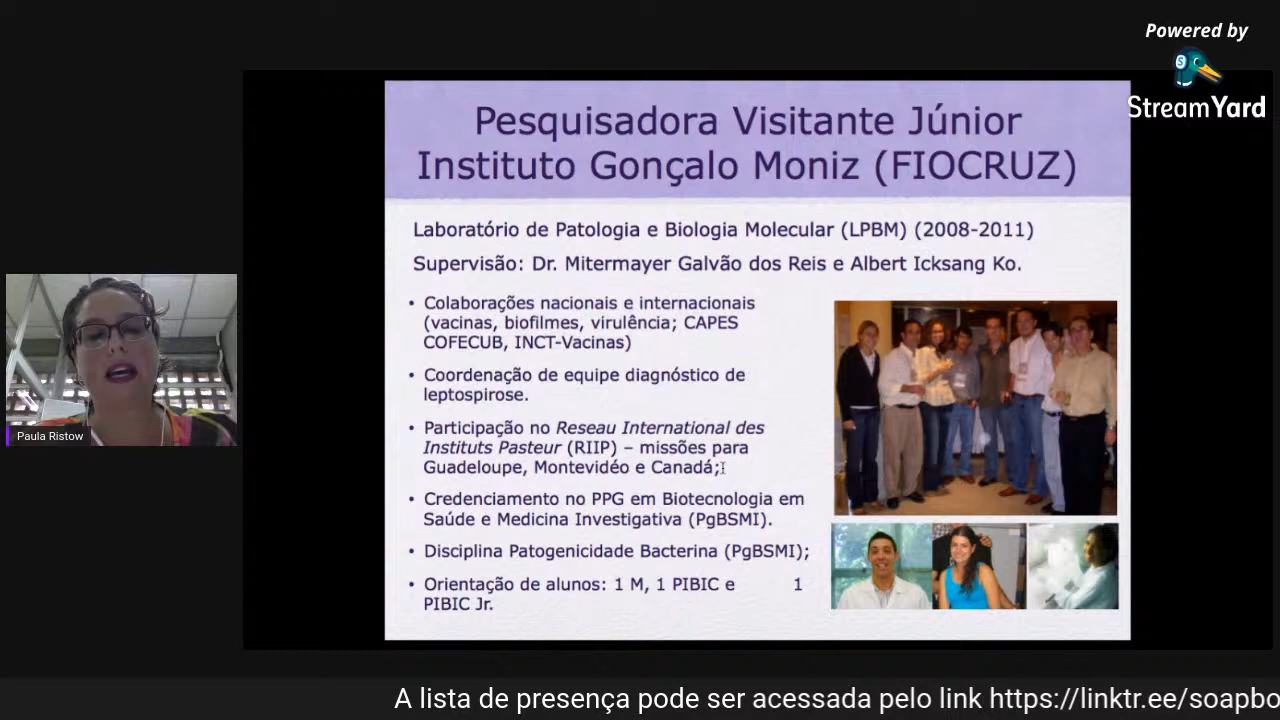 Powered by
StreamYard
Pesquisadora Visitante Júnior
Instituto Gonçalo Moniz (FIOCRUZ)
Laboratório de Patologia e Biologia Molecular (LPBM) (2008-2011)
Supervisão: Dr. Mitermayer Galvão dos Reis e Albert Icksang Ko.
• Colaborações nacionais e internacionais
(vacinas, biofilmes, virulência; CAPES
COFECUB, INCT-Vacinas)
• Coordenação de equipe diagnóstico de
leptospirose.
• Participação no Reseau International des
Instituts Pasteur (RIIP) – missões para
Guadeloupe, Montevidéo e Canadá;
• Credenciamento no PPG em Biotecnologia em
Saúde e Medicina Investigativa (PgBSMI).
• Disciplina Patogenicidade Bacterina (PgBSMI);
• Orientação de alunos: 1 M, 1 PIBIC e 1
PIBIC Jr.
Paula Ristow
A lista de presença pode ser acessada pelo link https://linktr.ee/soapbo